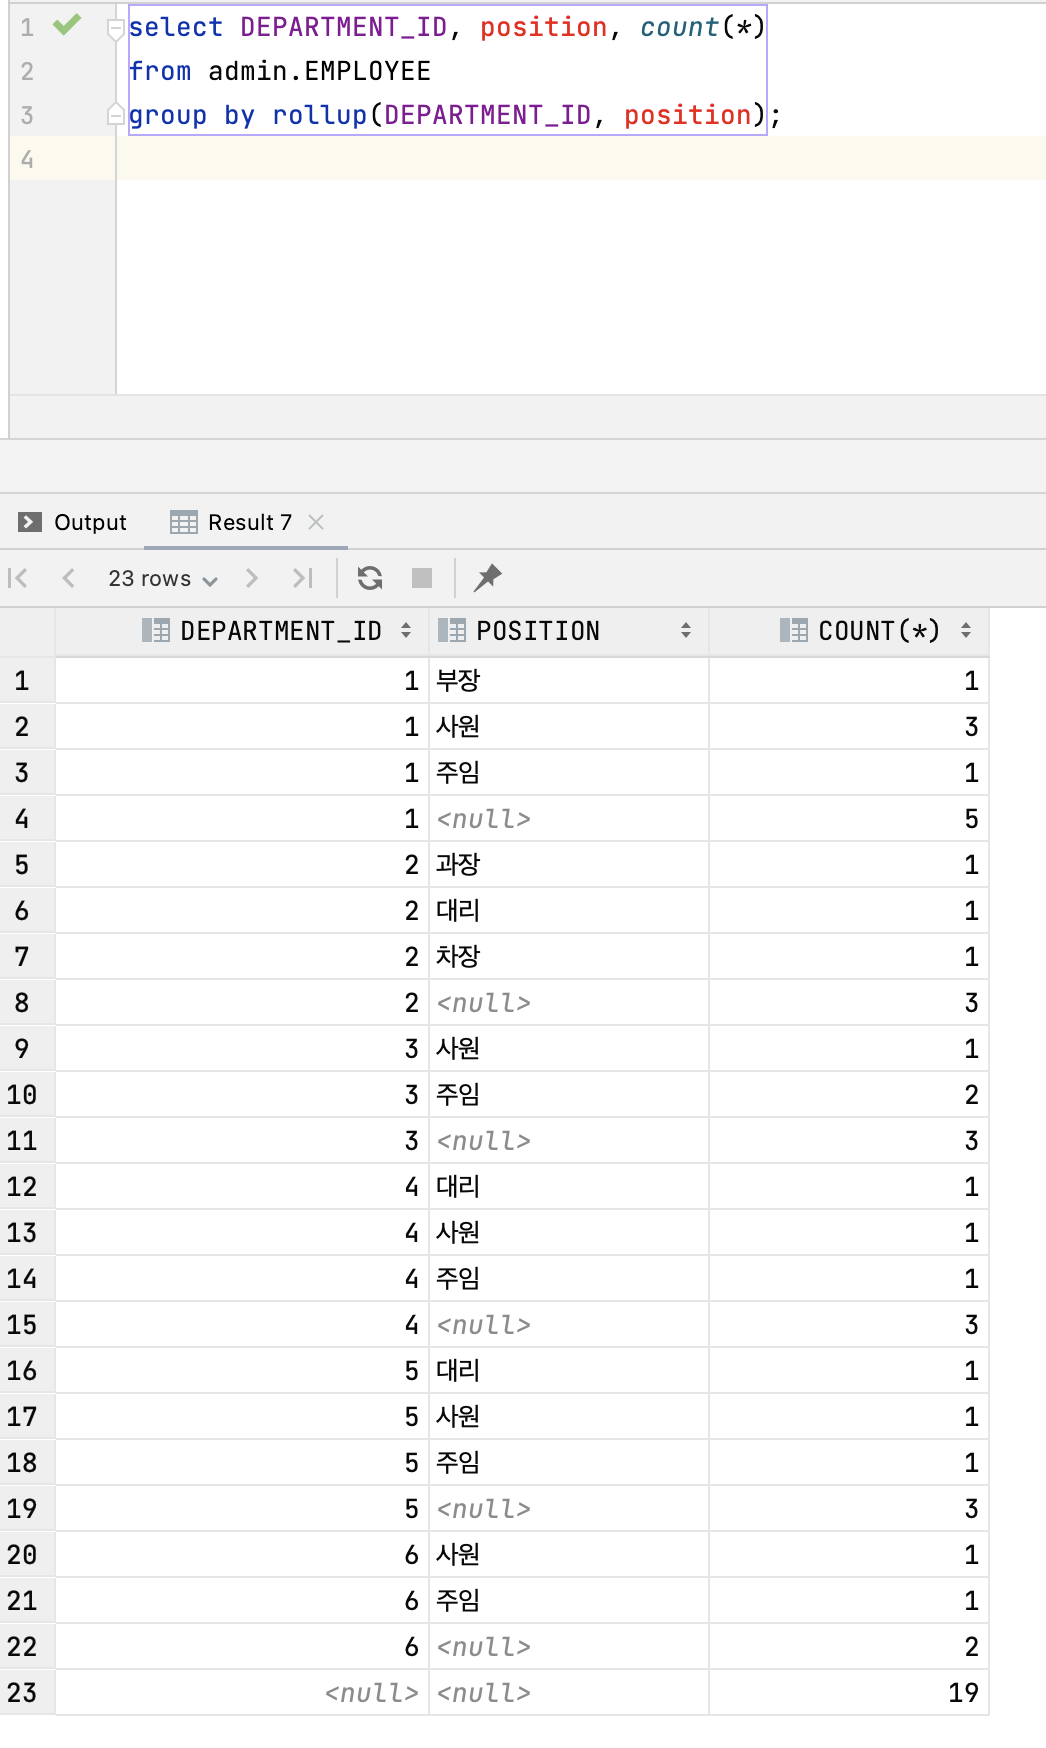 1 select DEPARTMENT_ID, position, count(*)
2 from admin.EMPLOYEE
3 group by rollup(DEPARTMENT_ID, position);
4
Output Result 7
23 rows
DEPARTMENT_ID POSITION COUNT(*)
1 1 부장 1
2 1 사원 3
3 1 주임 1
4 1 <null> 5
5 2 과장 1
6 2 대리 1
7 2 차장 1
8 2 <null> 3
9 3 사원 1
10 3 주임 2
11 3 <null> 3
12 4 대리 1
13 4 사원 1
14 4 주임 1
15 4 <null> 3
16 5 대리 1
17 5 사원 1
18 5 주임 1
19 5 <null> 3
20 6 사원 1
21 6 주임 1
22 6 <null> 2
23 <null> <null> 19